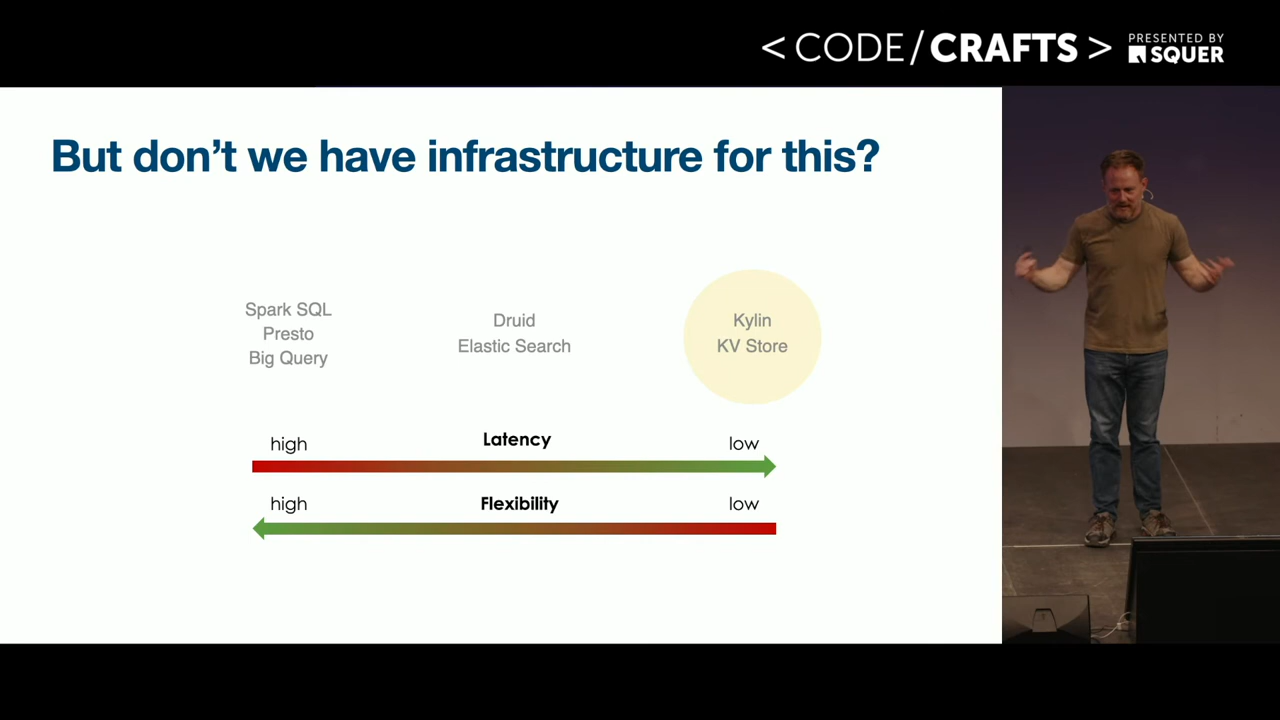 < CODE/CRAFTS >
PRESENTED BY
SQUER
But don’t we have infrastructure for this?
Spark SQL
Presto
Big Query
Druid
Elastic Search
Kylin
KV Store
high Latency low
high Flexibility low